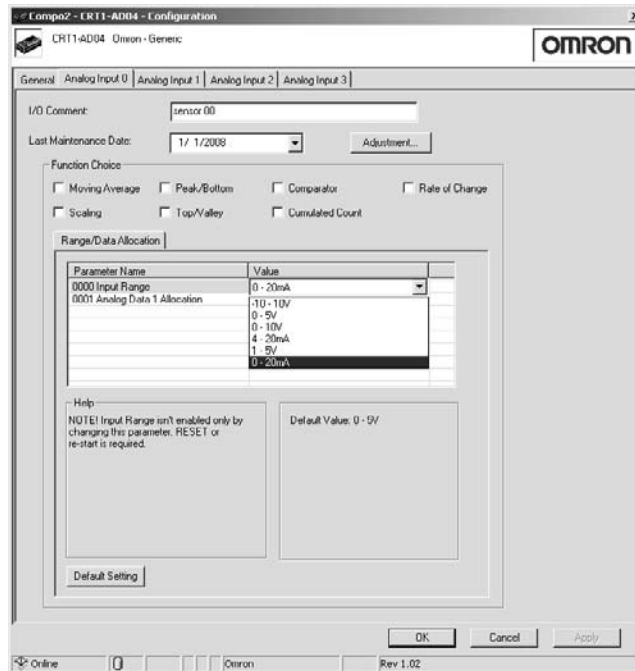 Compo2 - CRT1-AD04 - Configuration
CRT1-AD04 Omron - Generic
OMRON
General Analog Input 0 Analog Input 1 Analog Input 2 Analog Input 3
I/O Comment: sensor 00
Last Maintenance Date: 1/ 1/2008 Adjustment...
Function Choice
Moving Average Peak/Bottom Comparator Rate of Change
Scaling Top/Valley Cumulated Count
Range/Data Allocation
Parameter Name Value
0000 Input Range 0 - 20mA
0001 Analog Data 1 Allocation -10 - 10V
0 - 5V
0 - 10V
4 - 20mA
1 - 5V
0 - 20mA
Help
NOTE! Input Range isn't enabled only by
changing this parameter. RESET or
re-start is required.
Default Value: 0 - 5V
Default Setting
OK Cancel Apply
Online Omron Rev 1.02